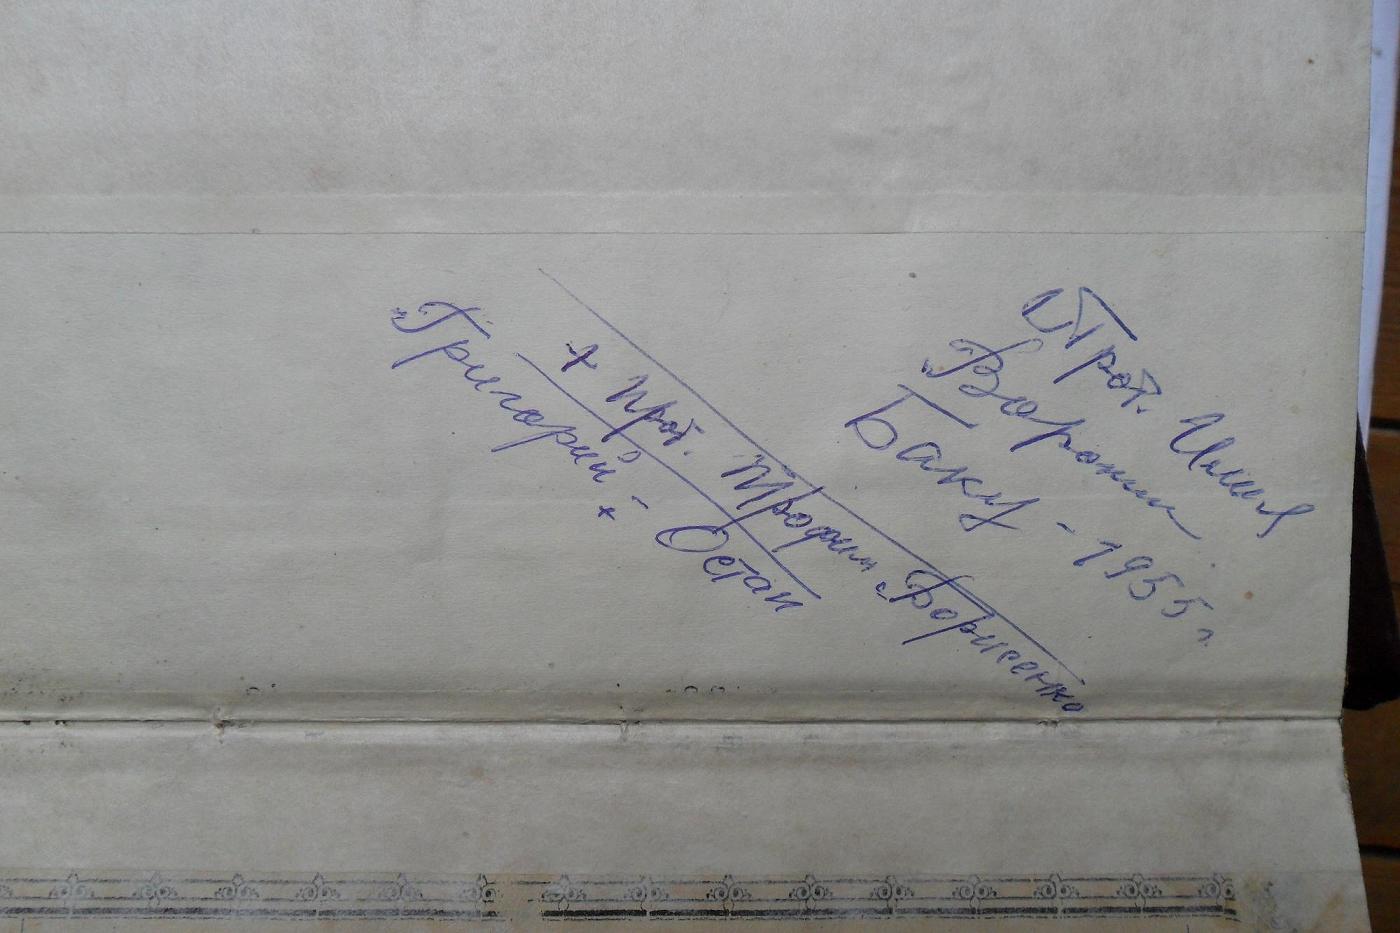 Прот. Илия
Воронин
Баку - 1955 г.
+ Прот. Трофим Борисенко
Григорий - Остап
+